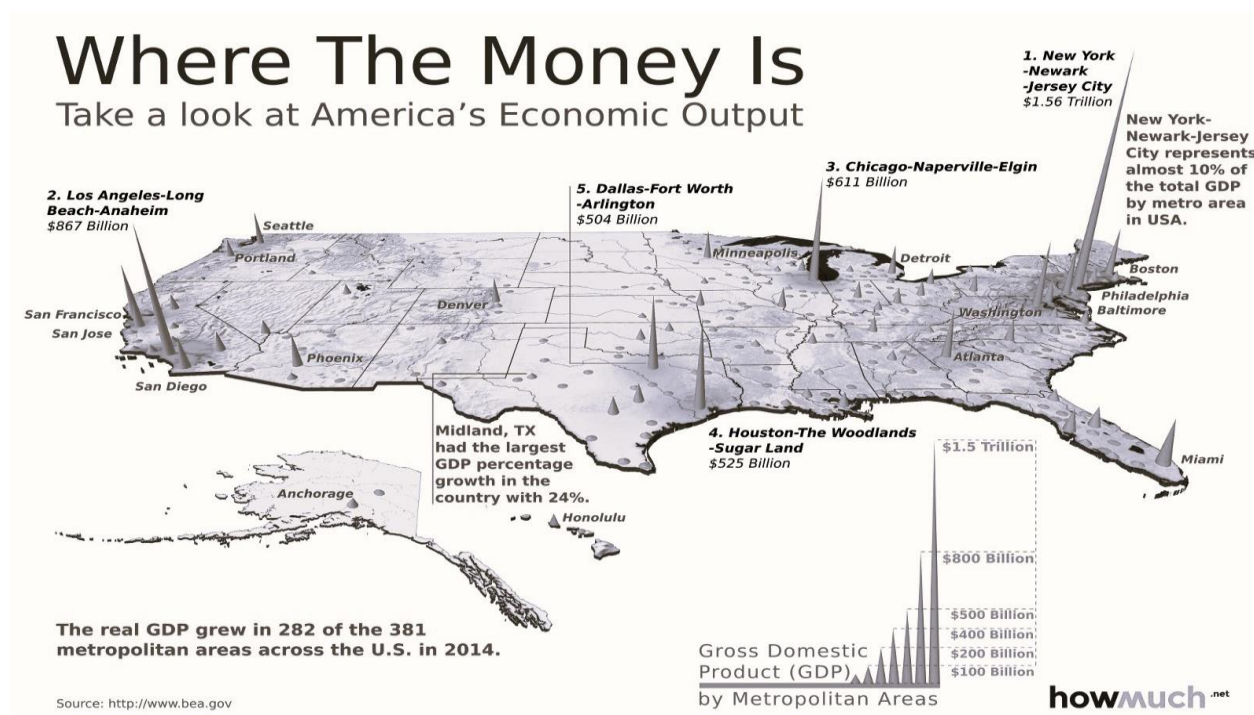 Where The Money Is
Take a look at America's Economic Output
1. New York
-Newark
-Jersey City
$1.56 Trillion
New York-
Newark-Jersey
City represents
almost 10% of
the total GDP
by metro area
in USA.
2. Los Angeles-Long
Beach-Anaheim
$867 Billion
5. Dallas-Fort Worth
-Arlington
$504 Billion
3. Chicago-Naperville-Elgin
$611 Billion
Seattle
Portland
Minneapolis
Detroit
Boston
Philadelphia
Baltimore
Washington
Denver
San Francisco
San Jose
Phoenix
Atlanta
San Diego
Midland, TX
had the largest
GDP percentage
growth in the
country with 24%.
4. Houston-The Woodlands
-Sugar Land
$525 Billion
Miami
Anchorage
Honolulu
$1.5 Trillion
$800 Billion
$500 Billion
$400 Billion
$200 Billion
$100 Billion
Gross Domestic
Product (GDP)
by Metropolitan Areas
The real GDP grew in 282 of the 381
metropolitan areas across the U.S. in 2014.
Source: http://www.bea.gov
howmuch.net